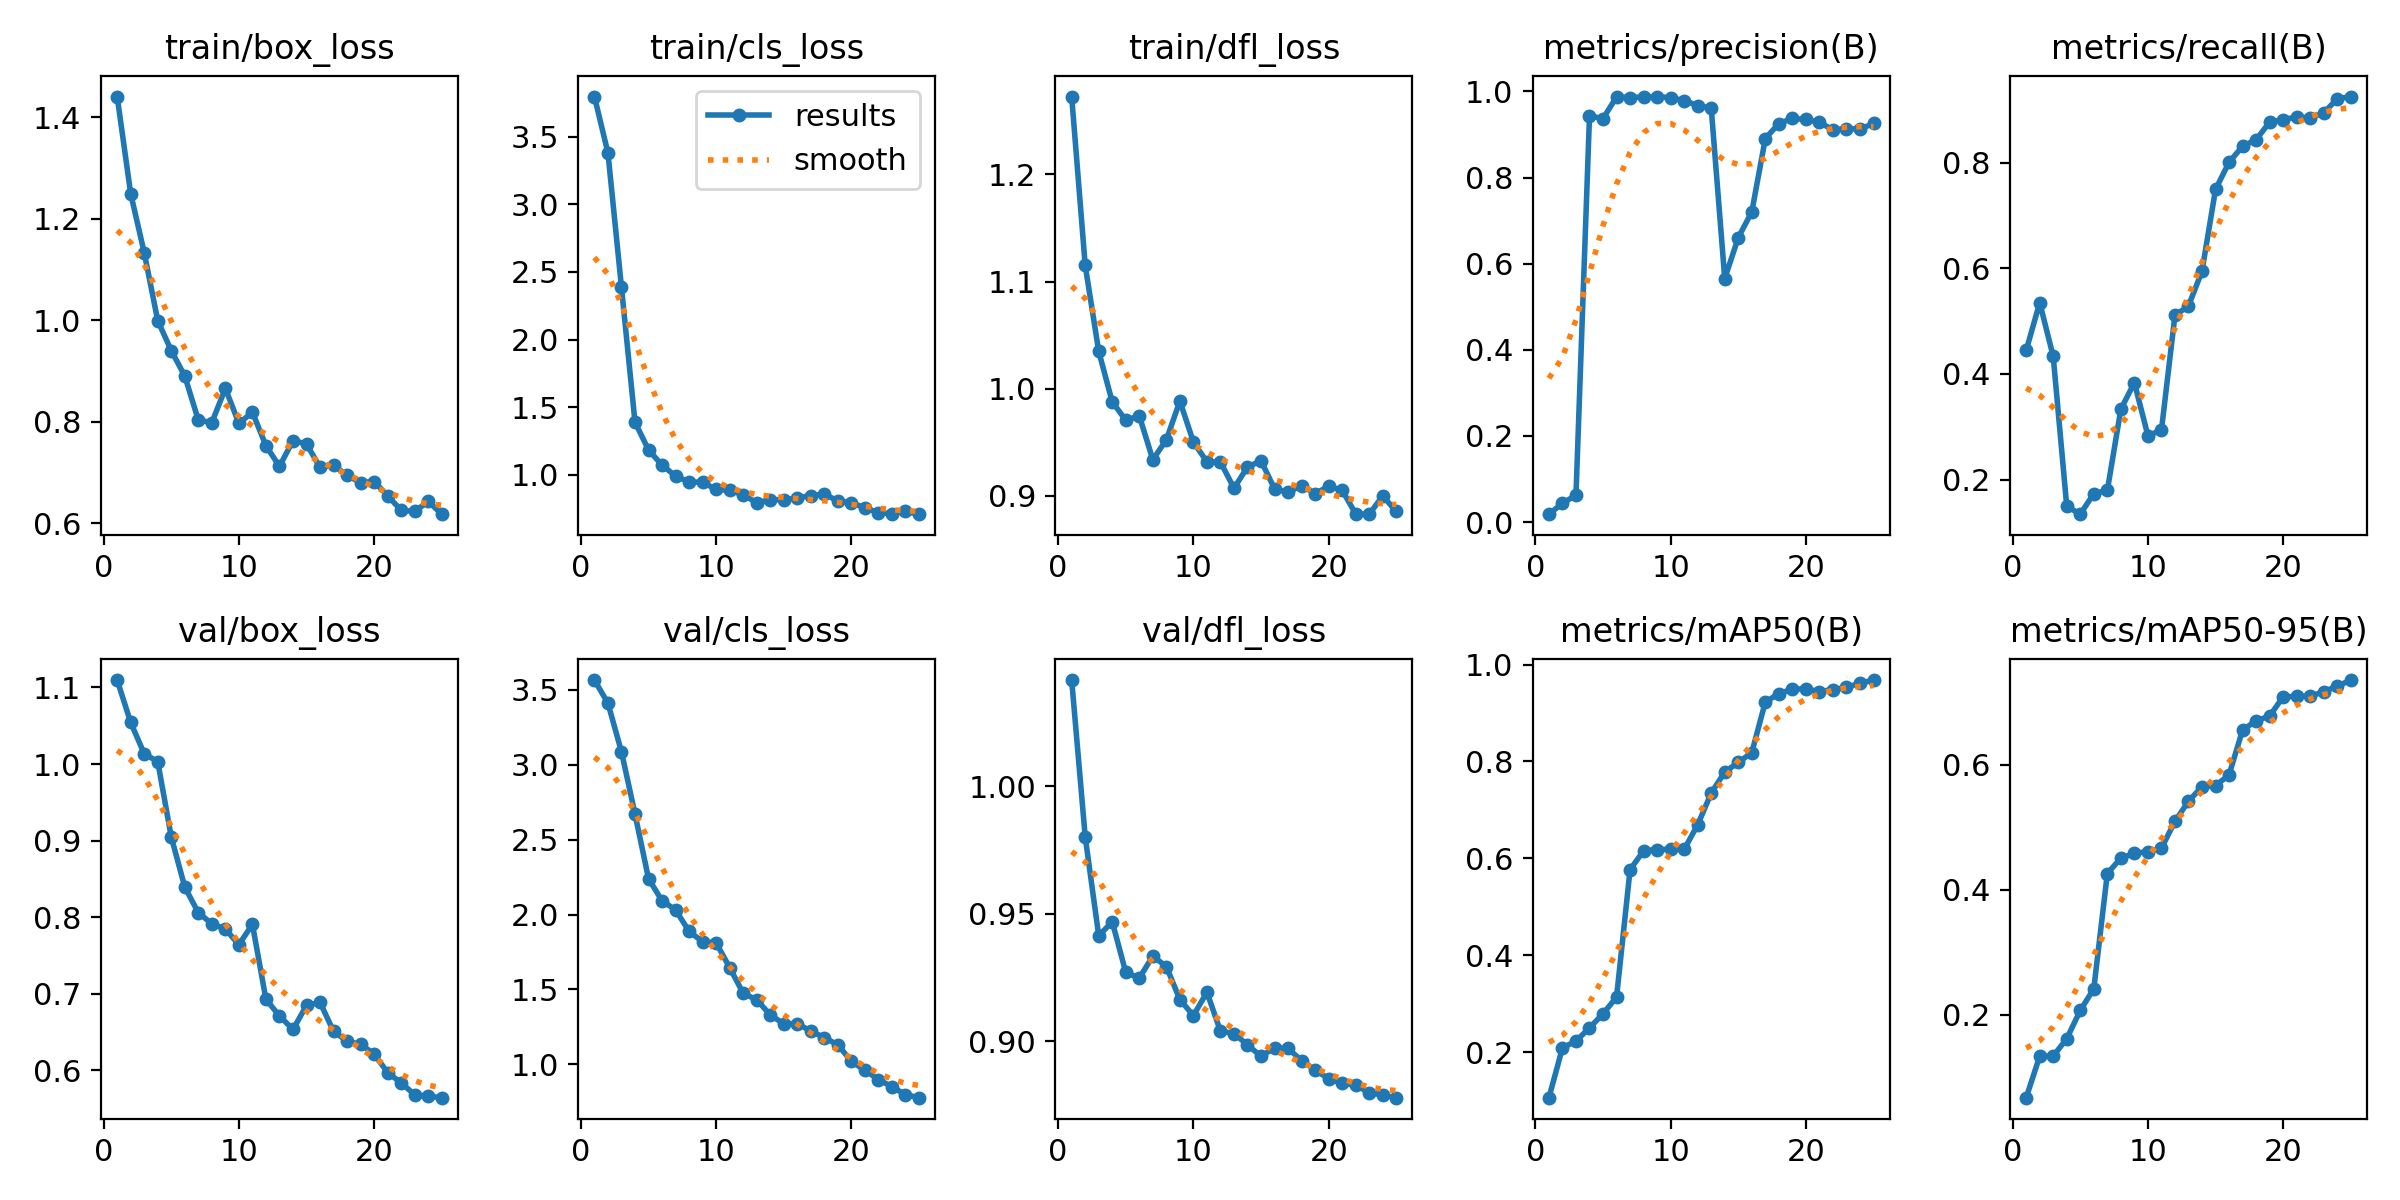 train/box_loss
1.4
1.2
1.0
0.8
0.6
0 10 20
train/cls_loss
results
smooth
3.5
3.0
2.5
2.0
1.5
1.0
0 10 20
train/dfl_loss
1.2
1.1
1.0
0.9
0 10 20
metrics/precision(B)
1.0
0.8
0.6
0.4
0.2
0.0
0 10 20
metrics/recall(B)
0.8
0.6
0.4
0.2
0 10 20
val/box_loss
1.1
1.0
0.9
0.8
0.7
0.6
0 10 20
val/cls_loss
3.5
3.0
2.5
2.0
1.5
1.0
0 10 20
val/dfl_loss
1.00
0.95
0.90
0 10 20
metrics/mAP50(B)
1.0
0.8
0.6
0.4
0.2
0 10 20
metrics/mAP50-95(B)
0.6
0.4
0.2
0 10 20